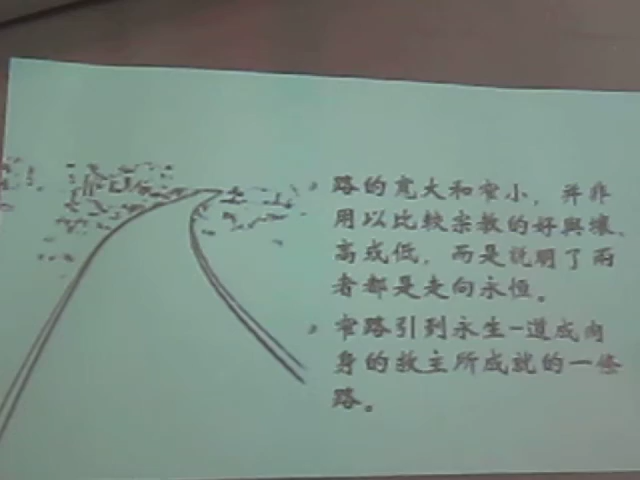 路的宽大和窄小，并非
用以比较宗教的好與壞、
高或低，而是说明了兩
者都是走向永恒。
窄路引到永生-道成肉
身的救主所成就的一條
路。